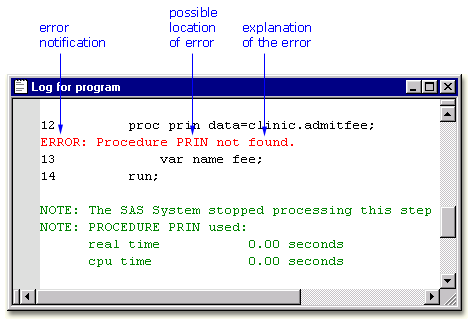 error notification
possible location of error
explanation of the error
Log for program
12 proc prin data=clinic.admitfee;
ERROR: Procedure PRIN not found.
13 var name fee;
14 run;
NOTE: The SAS System stopped processing this step
NOTE: PROCEDURE PRIN used:
real time 0.00 seconds
cpu time 0.00 seconds